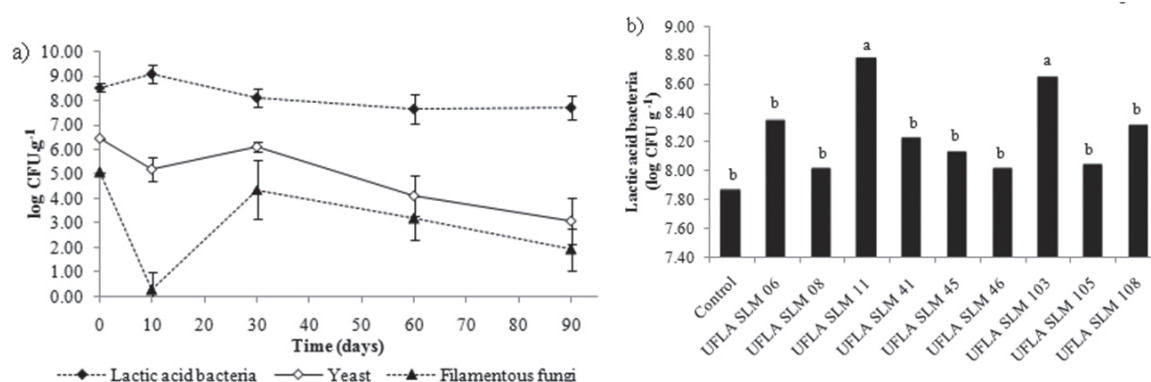 a)
10.00
9.00
8.00
7.00
6.00
5.00
4.00
3.00
2.00
1.00
0.00
log CFU.g-1
0 10 20 30 40 50 60 70 80 90
Time (days)
Lactic acid bacteria Yeast Filamentous fungi
b)
9.00
8.80
8.60
8.40
8.20
8.00
7.80
7.60
7.40
Lactic acid bacteria
(log CFU g-1)
b b b a b b b a b b
Control UFLA SLM 06 UFLA SLM 08 UFLA SLM 11 UFLA SLM 41 UFLA SLM 45 UFLA SLM 46 UFLA SLM 103 UFLA SLM 105 UFLA SLM 108